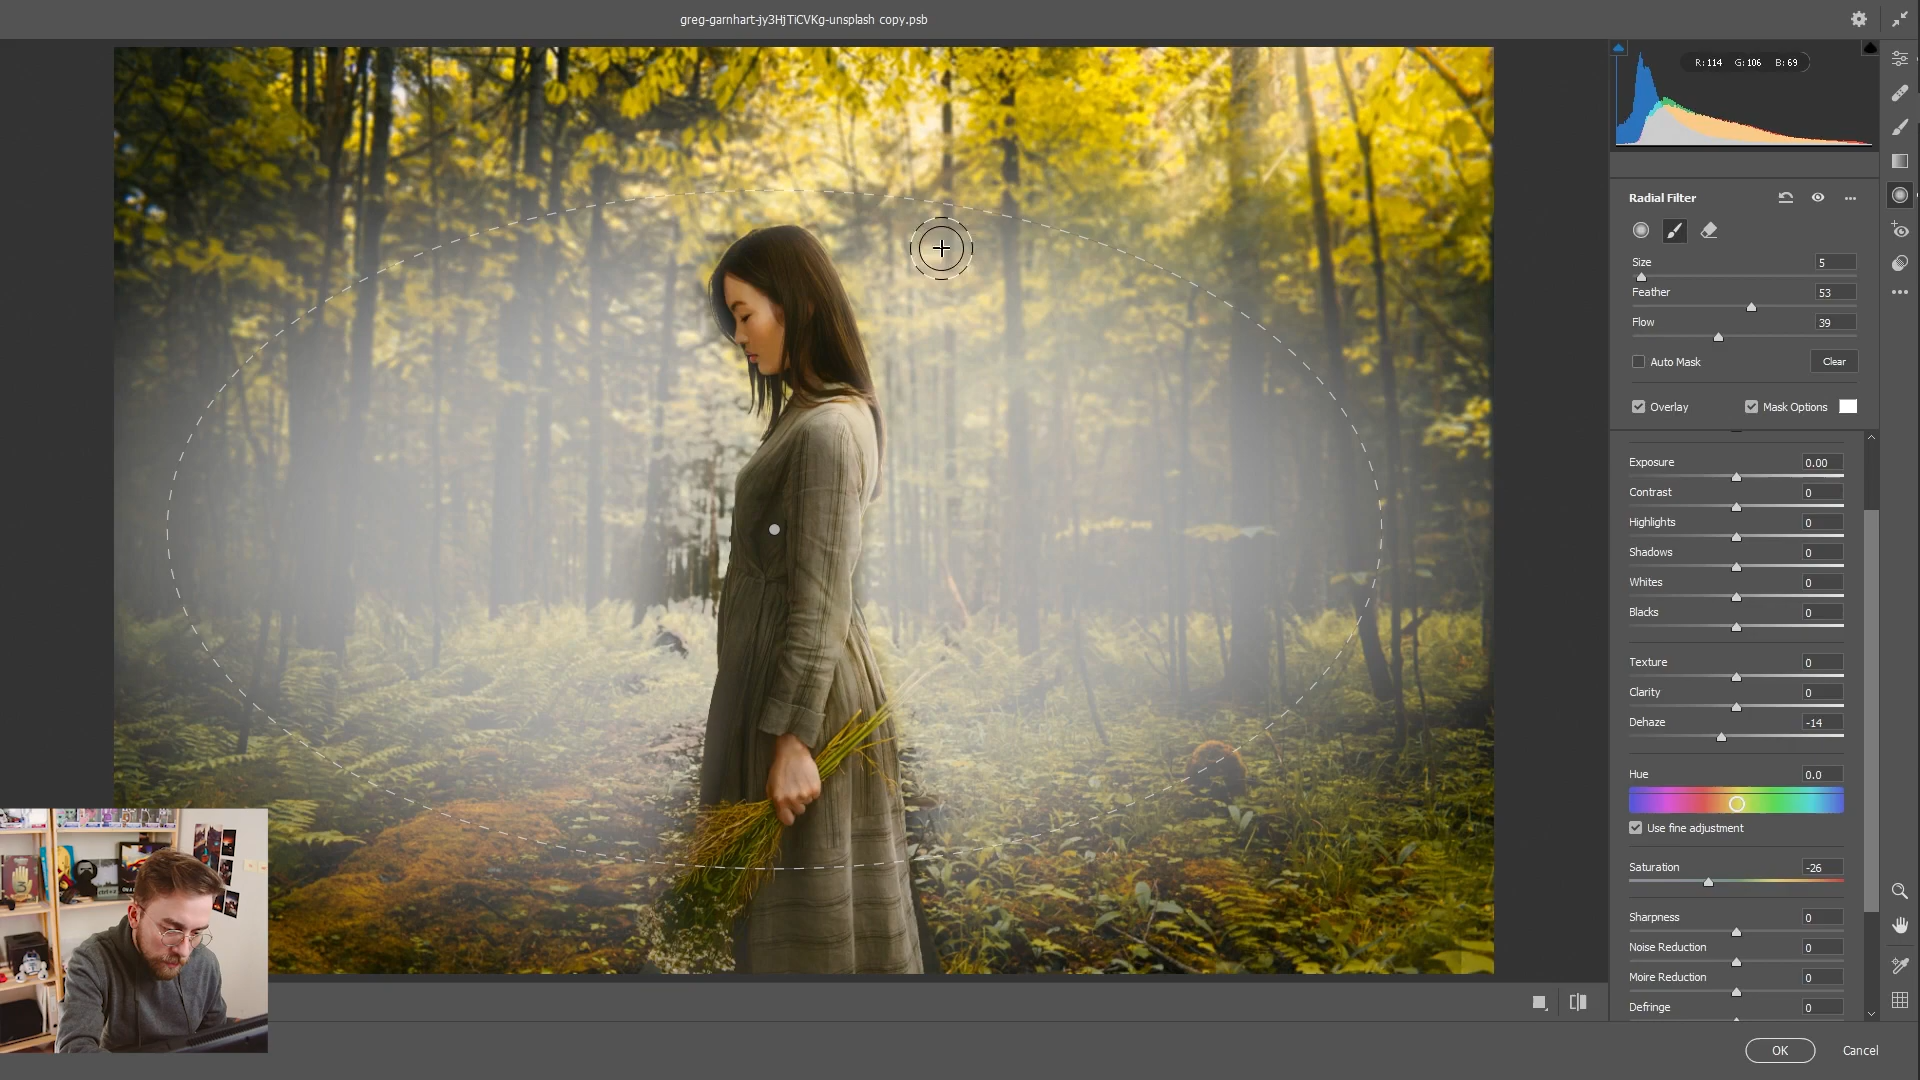 greg-garnhart-jy3HjTiCVKg-unsplash copy.psb
R: 114 G: 106 B: 69
Radial Filter
Size 5
Feather 53
Flow 39
Auto Mask Clear
Overlay Mask Options
Exposure 0.00
Contrast 0
Highlights 0
Shadows 0
Whites 0
Blacks 0
Texture 0
Clarity 0
Dehaze -14
Hue 0.0
Use fine adjustment
Saturation -26
Sharpness 0
Noise Reduction 0
Moire Reduction 0
Defringe 0
OK Cancel